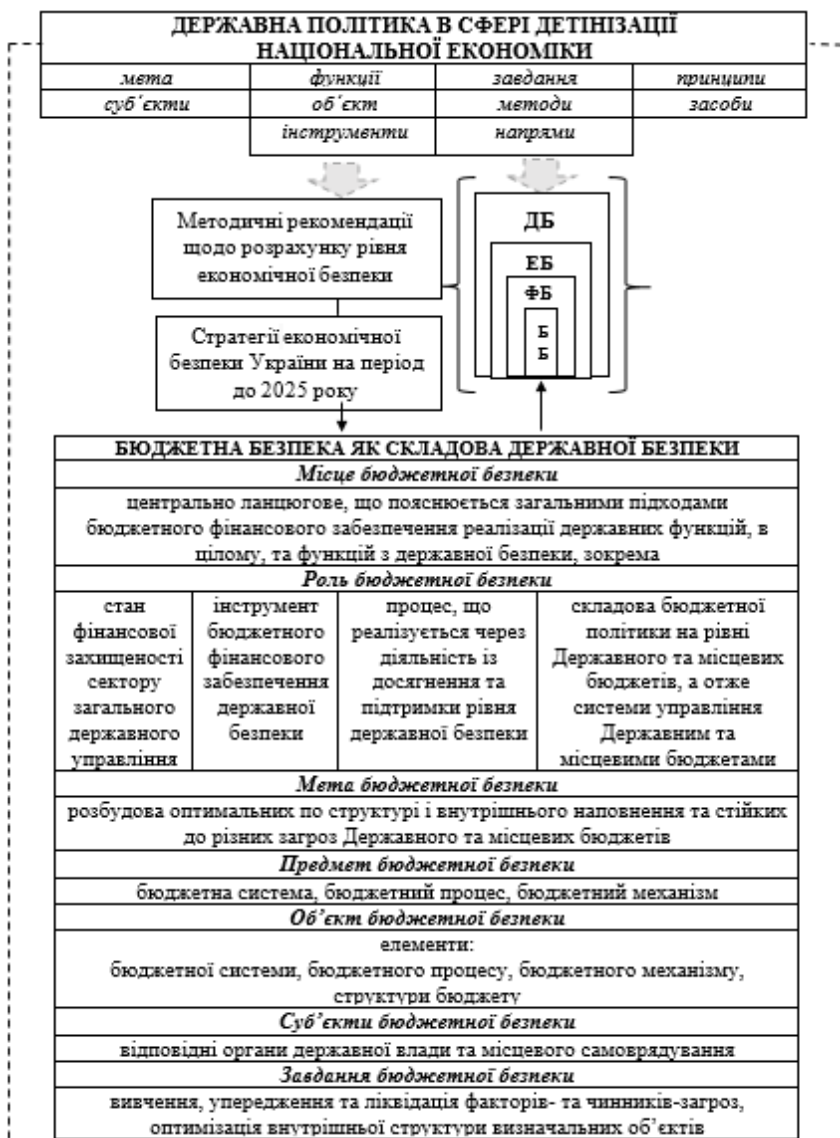 ДЕРЖАВНА ПОЛІТИКА В СФЕРІ ДЕТІНІЗАЦІЇ
НАЦІОНАЛЬНОЇ ЕКОНОМІКИ
мета функції завдання принципи
суб´єкти об´єкт методи засоби
інструменти напрями
Методичні рекомендації
щодо розрахунку рівня
економічної безпеки
Стратегії економічної
безпеки України на період
до 2025 року
ДБ
ЕБ
ФБ
Б
Б
БЮДЖЕТНА БЕЗПЕКА ЯК СКЛАДОВА ДЕРЖАВНОЇ БЕЗПЕКИ
Місце бюджетної безпеки
центрально ланцюгове, що пояснюється загальними підходами
бюджетного фінансового забезпечення реалізації державних функцій, в
цілому, та функцій з державної безпеки, зокрема
Роль бюджетної безпеки
стан
фінансової
захищеності
сектору
загального
державного
управління
інструмент
бюджетного
фінансового
забезпечення
державної
безпеки
процес, що
реалізується через
діяльність із
досягнення та
підтримки рівня
державної безпеки
складова бюджетної
політики на рівні
Державного та місцевих
бюджетів, а отже
системи управління
Державним та
місцевими бюджетами
Мета бюджетної безпеки
розбудова оптимальних по структурі і внутрішнього наповнення та стійких
до різних загроз Державного та місцевих бюджетів
Предмет бюджетної безпеки
бюджетна система, бюджетний процес, бюджетний механізм
Об’єкт бюджетної безпеки
елементи:
бюджетної системи, бюджетного процесу, бюджетного механізму,
структури бюджету
Суб’єкти бюджетної безпеки
відповідні органи державної влади та місцевого самоврядування
Завдання бюджетної безпеки
вивчення, упередження та ліквідація факторів- та чинників-загроз,
оптимізація внутрішньої структури визначальних об’єктів